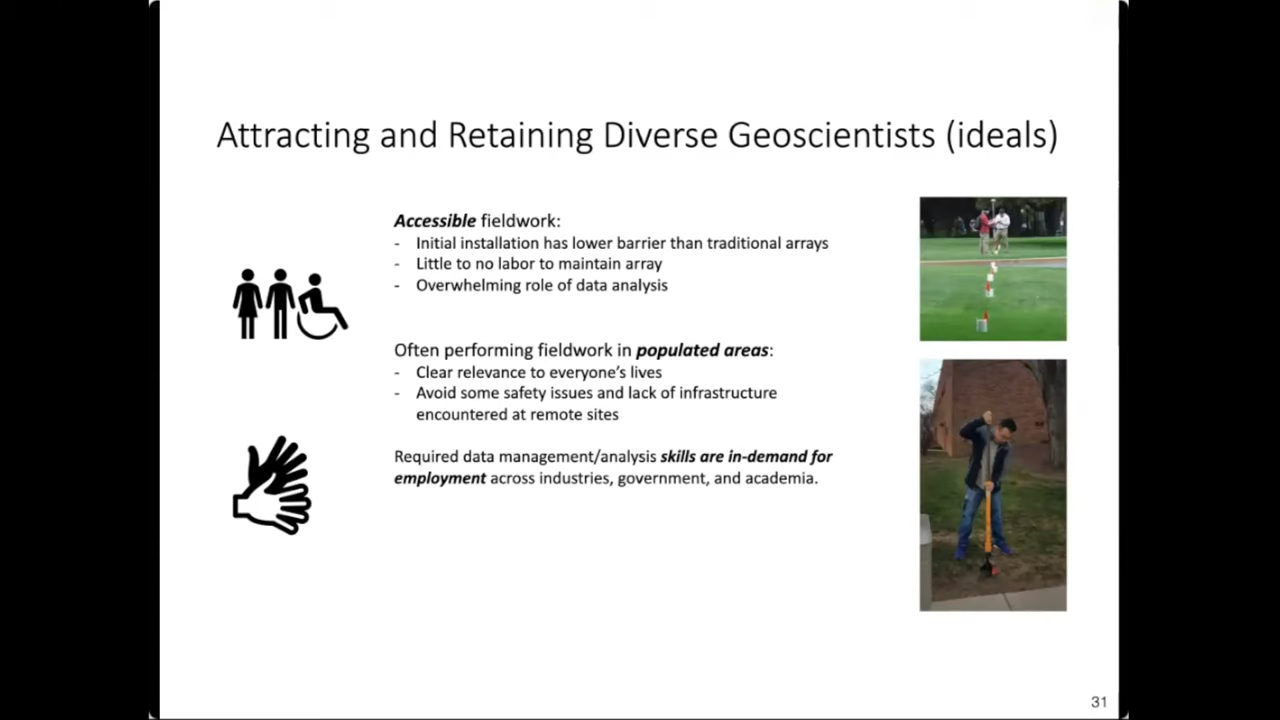 Attracting and Retaining Diverse Geoscientists (ideals)
Accessible fieldwork:
- Initial installation has lower barrier than traditional arrays
- Little to no labor to maintain array
- Overwhelming role of data analysis
Often performing fieldwork in populated areas:
- Clear relevance to everyone's lives
- Avoid some safety issues and lack of infrastructure
encountered at remote sites
Required data management/analysis skills are in-demand for
employment across industries, government, and academia.
31